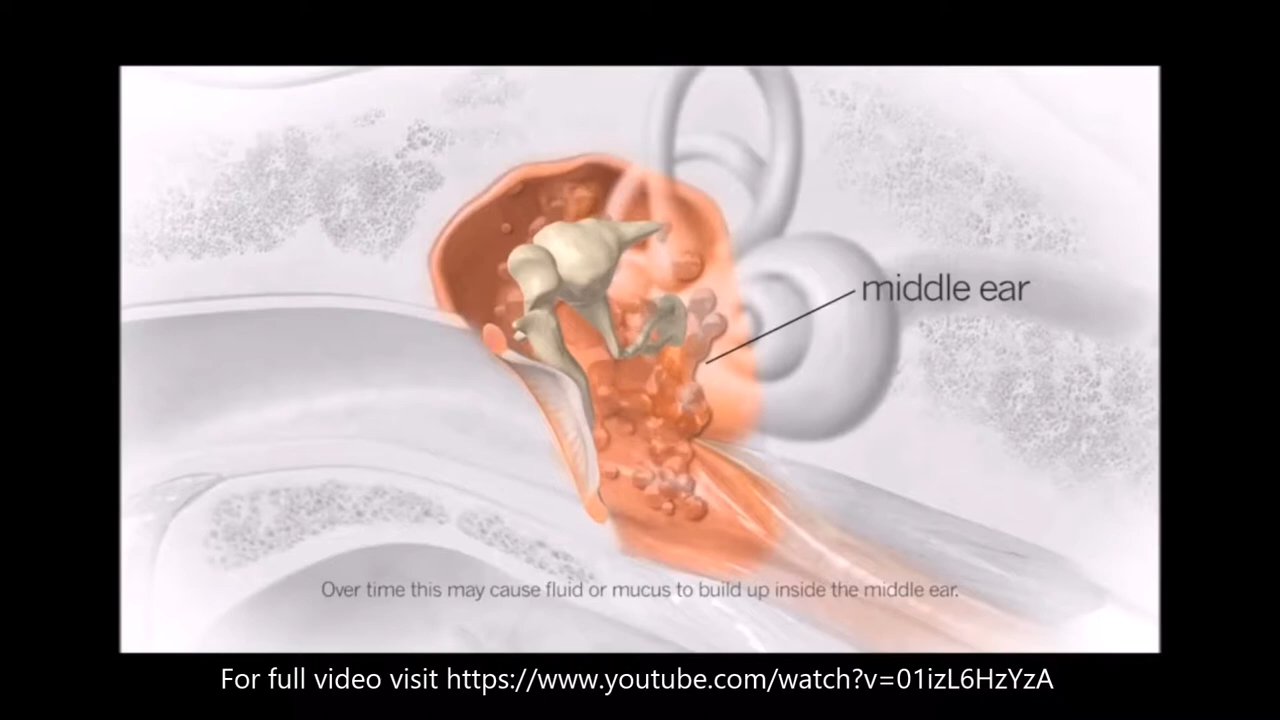 middle ear
Over time this may cause fluid or mucus to build up inside the middle ear.
For full video visit https://www.youtube.com/watch?v=01izL6HzYzA